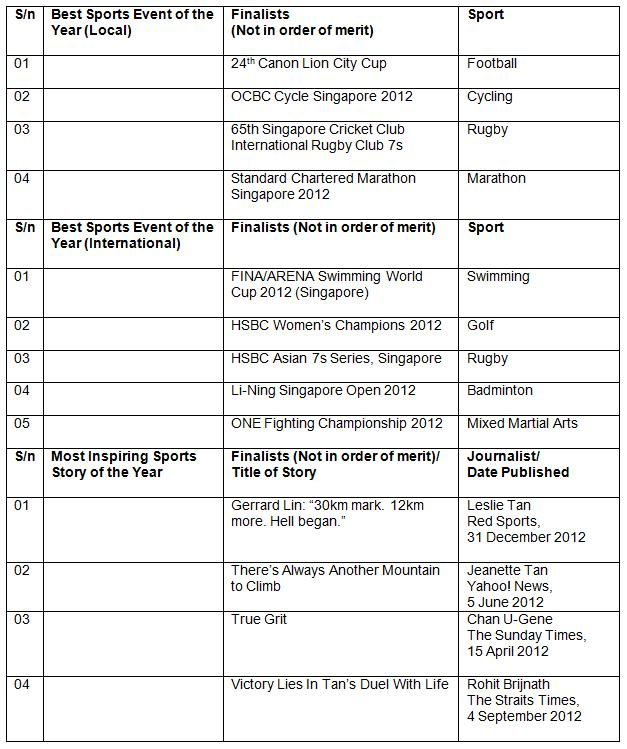 S/n Best Sports Event of the Finalists Sport
Year (Local) (Not in order of merit)
01 24th Canon Lion City Cup Football
02 OCBC Cycle Singapore 2012 Cycling
03 65th Singapore Cricket Club Rugby
International Rugby Club 7s
04 Standard Chartered Marathon Marathon
Singapore 2012
S/n Best Sports Event of the Finalists (Not in order of merit) Sport
Year (International)
01 FINA/ARENA Swimming World Swimming
Cup 2012 (Singapore)
02 HSBC Women's Champions 2012 Golf
03 HSBC Asian 7s Series, Singapore Rugby
04 Li-Ning Singapore Open 2012 Badminton
05 ONE Fighting Championship 2012 Mixed Martial Arts
S/n Most Inspiring Sports Finalists (Not in order of merit)/ Journalist/
Story of the Year Title of Story Date Published
01 Gerrard Lin: “30km mark. 12km Leslie Tan
more. Hell began.” Red Sports,
31 December 2012
02 There's Always Another Mountain Jeanette Tan
to Climb Yahoo! News,
5 June 2012
03 True Grit Chan U-Gene
The Sunday Times,
15 April 2012
04 Victory Lies In Tan's Duel With Life Rohit Brijnath
The Straits Times,
4 September 2012